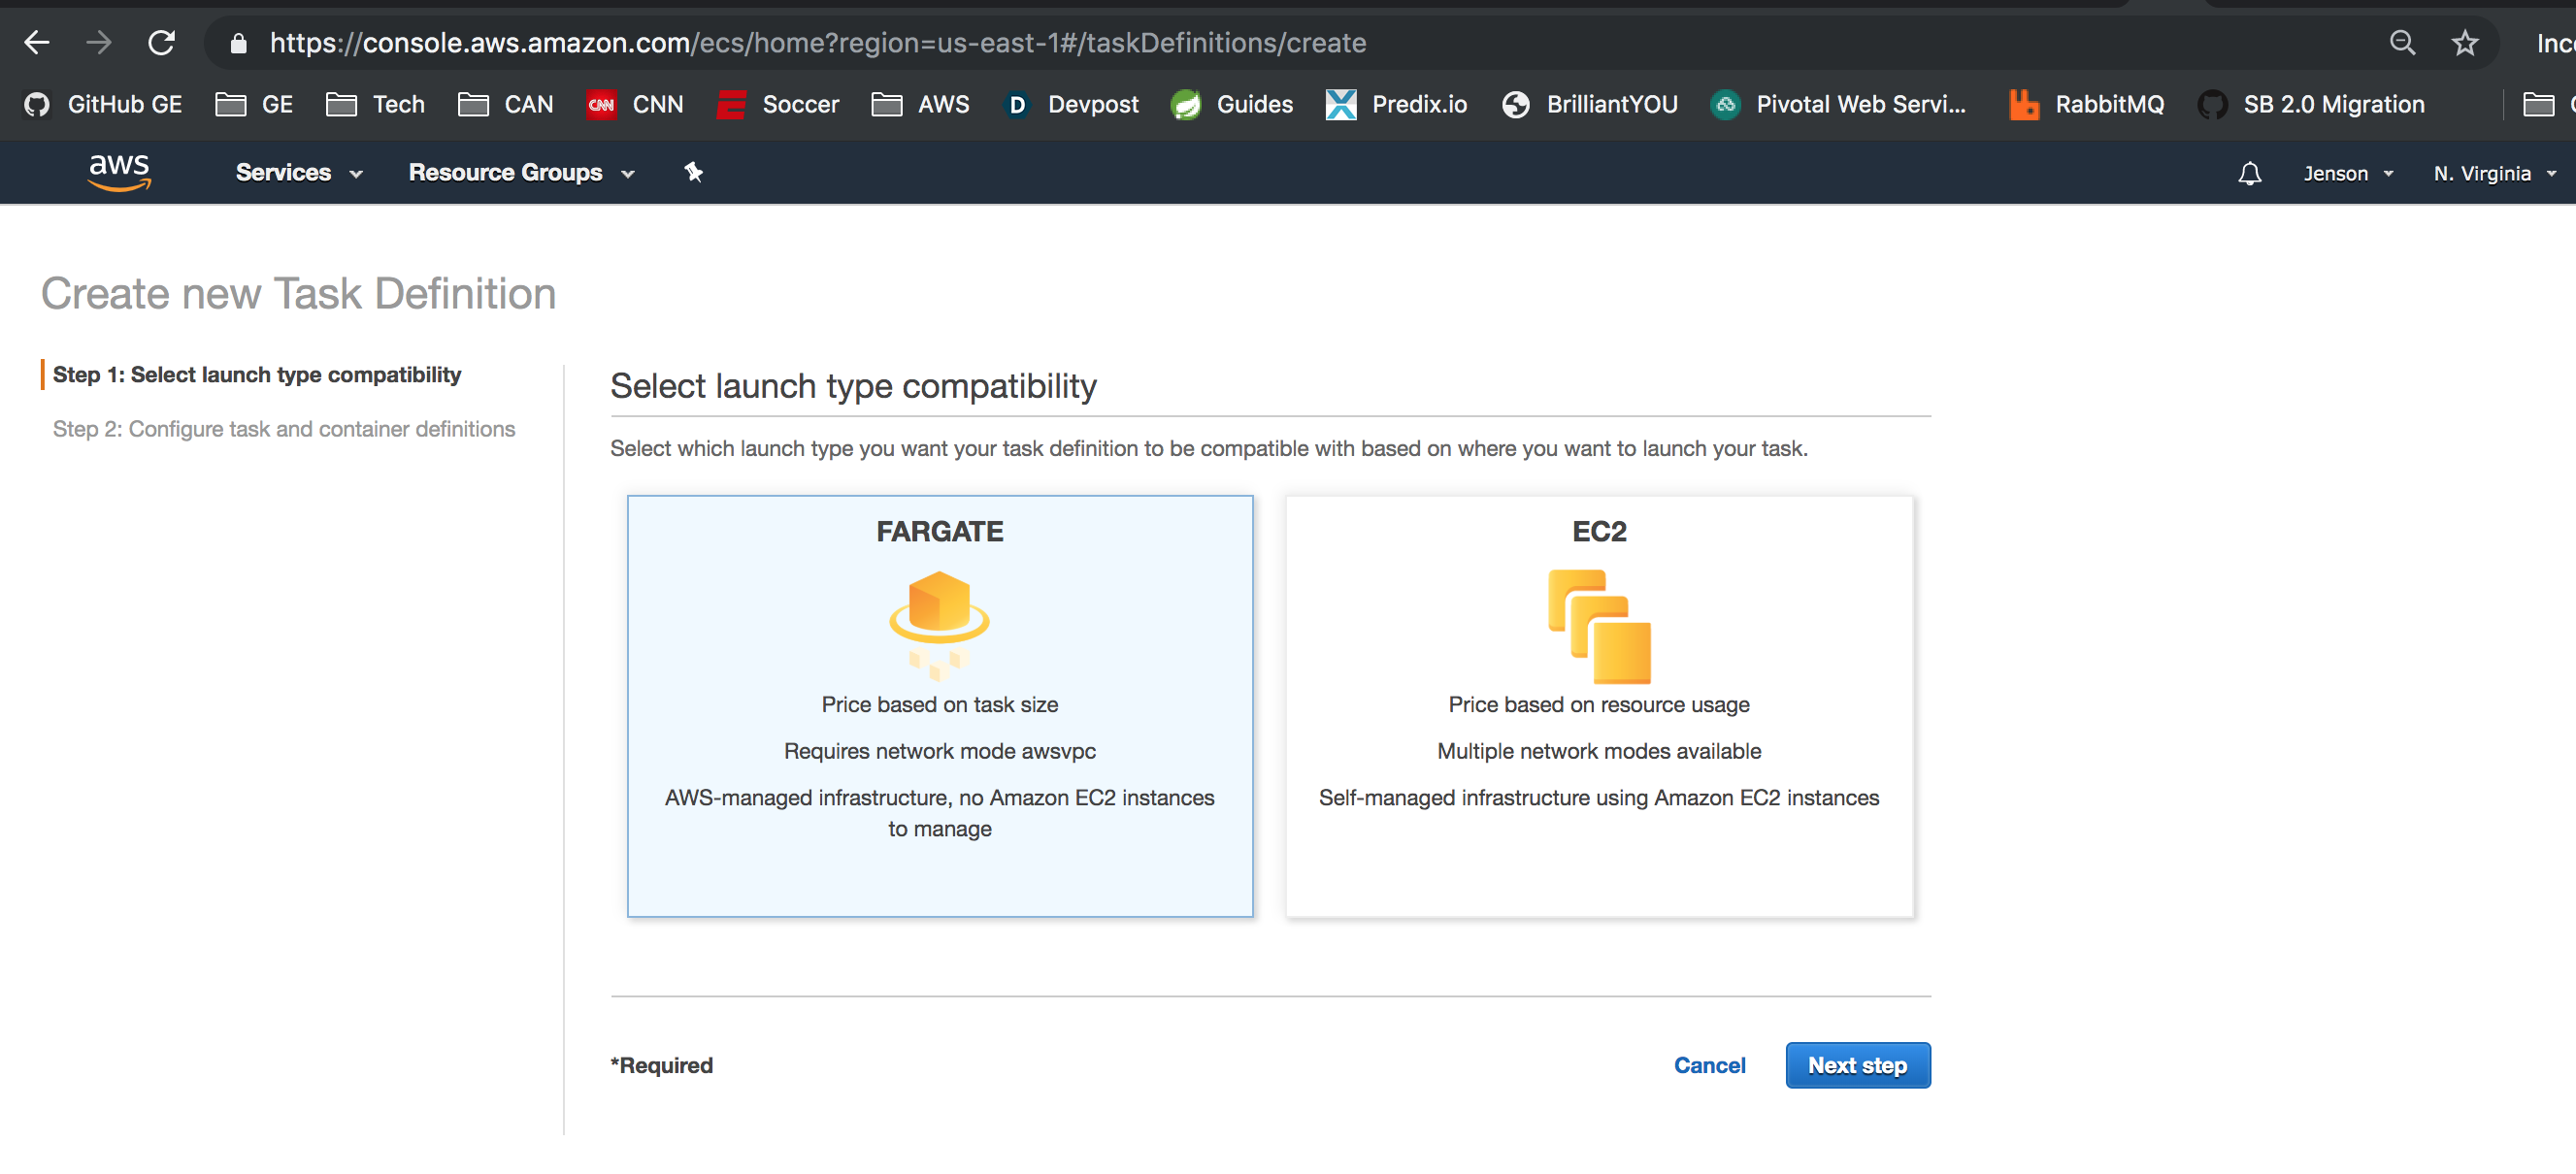 https://console.aws.amazon.com/ecs/home?region=us-east-1#/taskDefinitions/create
GitHub GE GE Tech CAN CNN CNN Soccer AWS D Devpost Guides Predix.io BrilliantYOU Pivotal Web Servi... RabbitMQ SB 2.0 Migration
aws Services Resource Groups Jenson N. Virginia
Create new Task Definition
Step 1: Select launch type compatibility
Step 2: Configure task and container definitions
Select launch type compatibility
Select which launch type you want your task definition to be compatible with based on where you want to launch your task.
FARGATE
Price based on task size
Requires network mode awsvpc
AWS-managed infrastructure, no Amazon EC2 instances
to manage
EC2
Price based on resource usage
Multiple network modes available
Self-managed infrastructure using Amazon EC2 instances
*Required
Cancel Next step